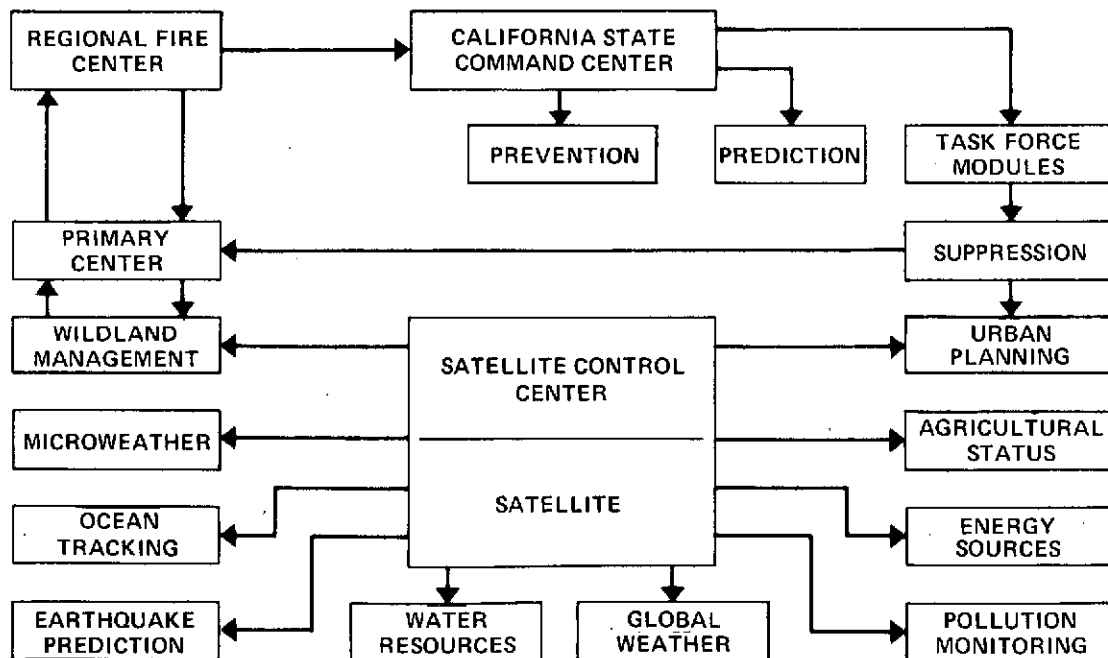 REGIONAL FIRE
CENTER
CALIFORNIA STATE
COMMAND CENTER
PREVENTION
PREDICTION
TASK FORCE
MODULES
PRIMARY
CENTER
SUPPRESSION
WILDLAND
MANAGEMENT
SATELLITE CONTROL
CENTER
URBAN
PLANNING
MICROWEATHER
AGRICULTURAL
STATUS
SATELLITE
OCEAN
TRACKING
ENERGY
SOURCES
EARTHQUAKE
PREDICTION
WATER
RESOURCES
GLOBAL
WEATHER
POLLUTION
MONITORING